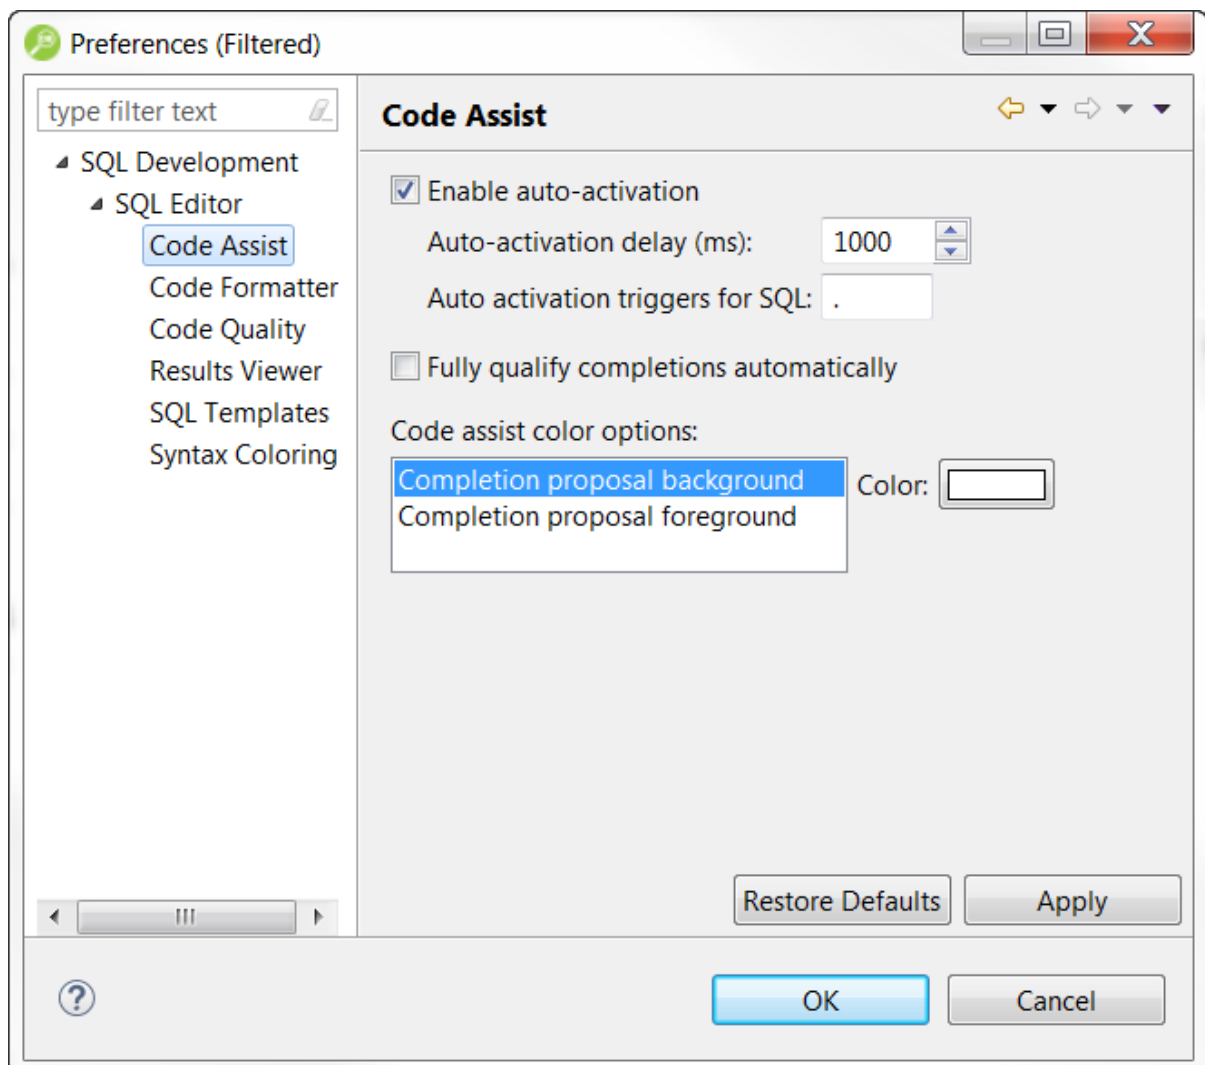 Preferences (Filtered)
type filter text
SQL Development
SQL Editor
Code Assist
Code Formatter
Code Quality
Results Viewer
SQL Templates
Syntax Coloring
Code Assist
Enable auto-activation
Auto-activation delay (ms): 1000
Auto activation triggers for SQL: .
Fully qualify completions automatically
Code assist color options:
Completion proposal background
Color:
Completion proposal foreground
Restore Defaults
Apply
OK
Cancel